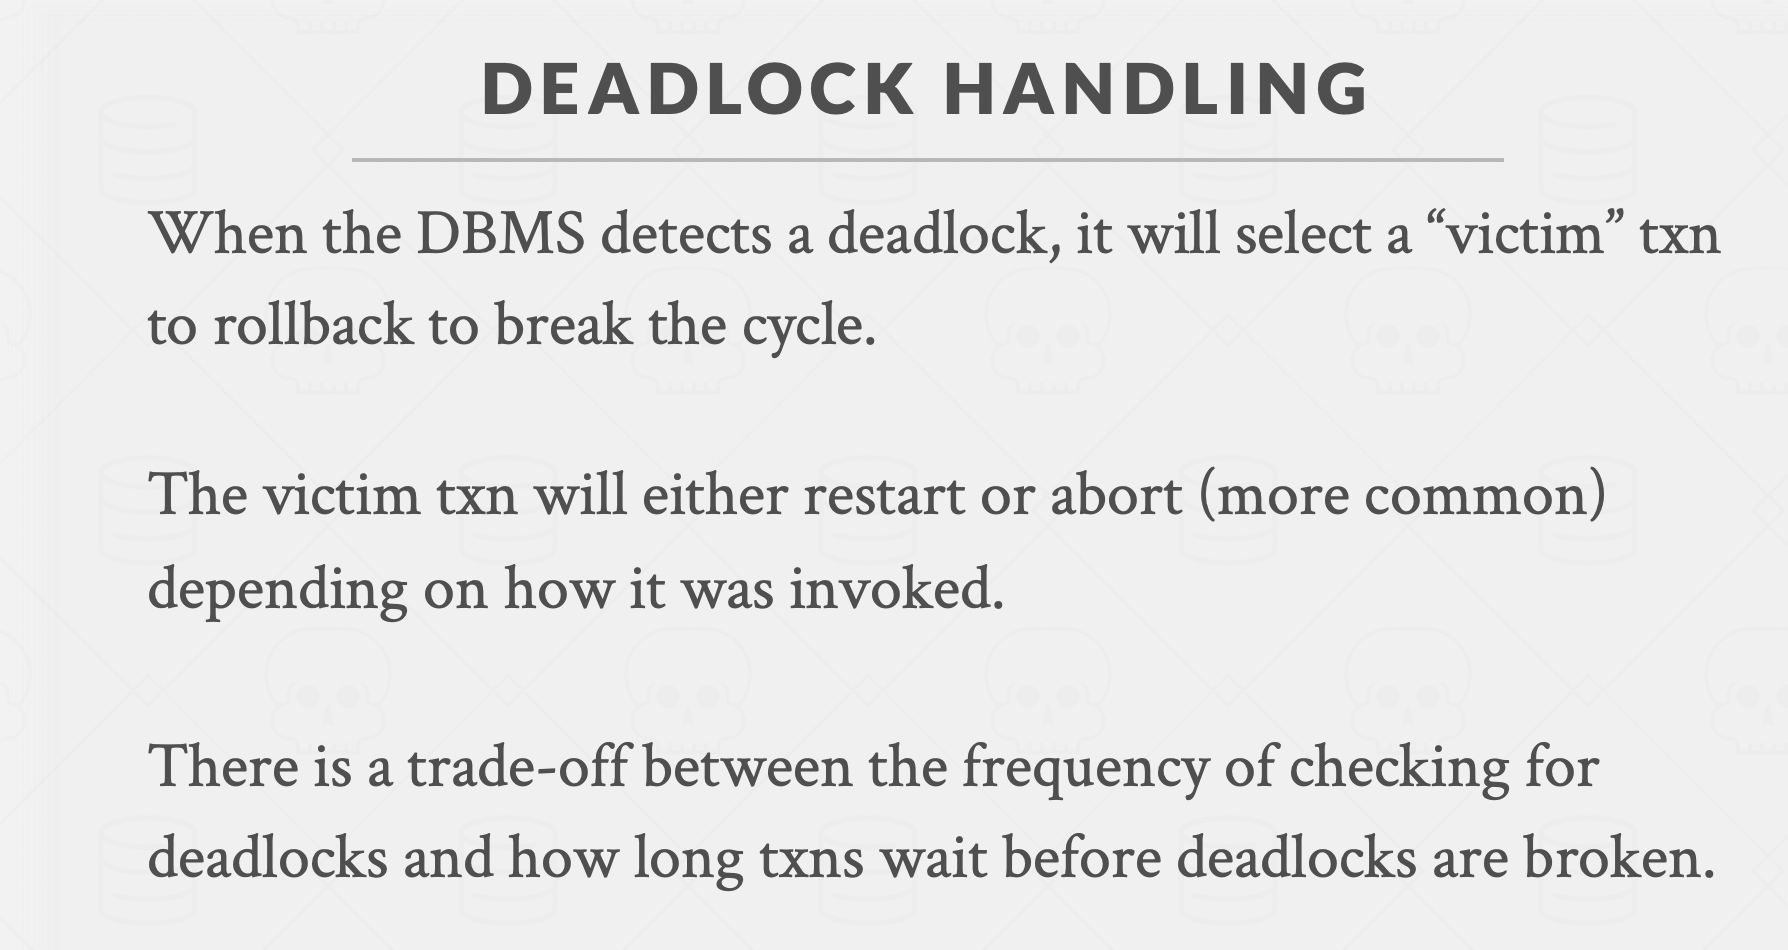 DEADLOCK HANDLING
When the DBMS detects a deadlock, it will select a “victim” txn
to rollback to break the cycle.
The victim txn will either restart or abort (more common)
depending on how it was invoked.
There is a trade-off between the frequency of checking for
deadlocks and how long txns wait before deadlocks are broken.